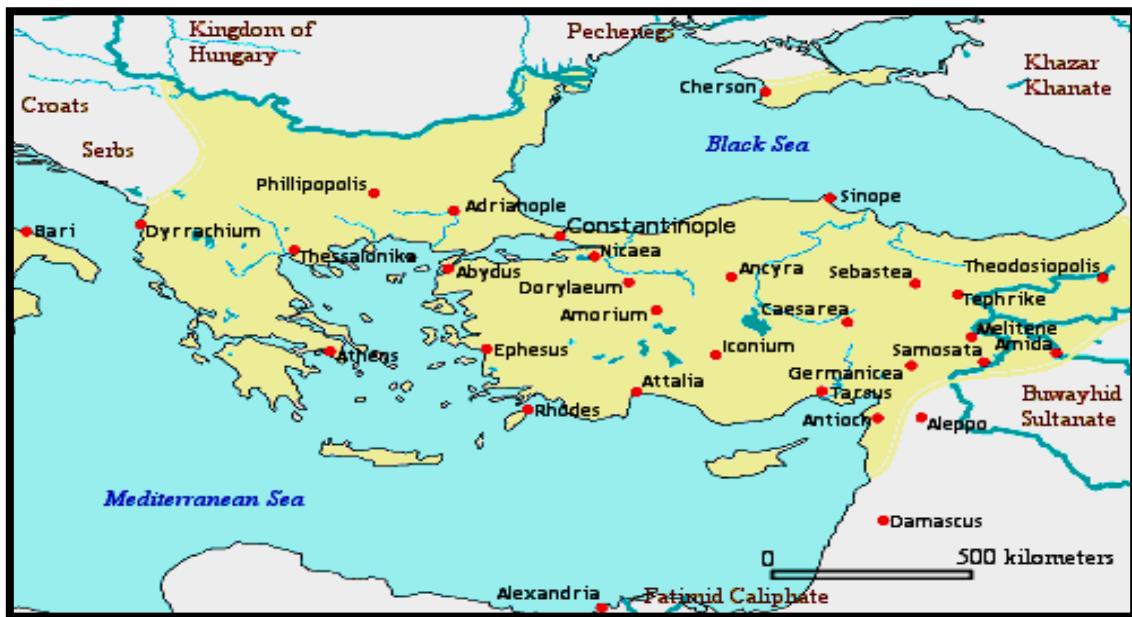 Kingdom of
Hungary
Pechenegs
Khazar
Khanate
Croats
Cherson
Serbs
Black Sea
Phillipopolis
Adrianople
Sinope
Bari
Dyrrachium
Constantinople
Thessalonika
Nicaea
Abydus
Ancyra
Sebastea
Theodosiopolis
Dorylaeum
Tephrike
Amorium
Caesarea
Melitene
Amida
Athens
Ephesus
Iconium
Samosata
Germanicea
Attalia
Tarsus
Buwayhid
Sultanate
Rhodes
Antioch
Aleppo
Mediterranean Sea
Damascus
0
500 kilometers
Alexandria
Fatimid Caliphate